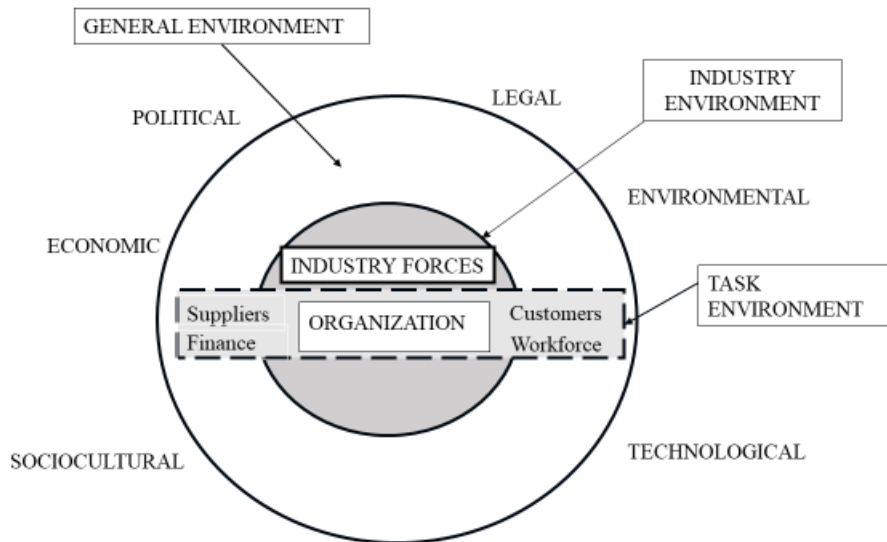 GENERAL ENVIRONMENT
LEGAL
INDUSTRY
ENVIRONMENT
POLITICAL
ENVIRONMENTAL
ECONOMIC
INDUSTRY FORCES
TASK
ENVIRONMENT
Suppliers
Finance
ORGANIZATION
Customers
Workforce
SOCIOCULTURAL
TECHNOLOGICAL